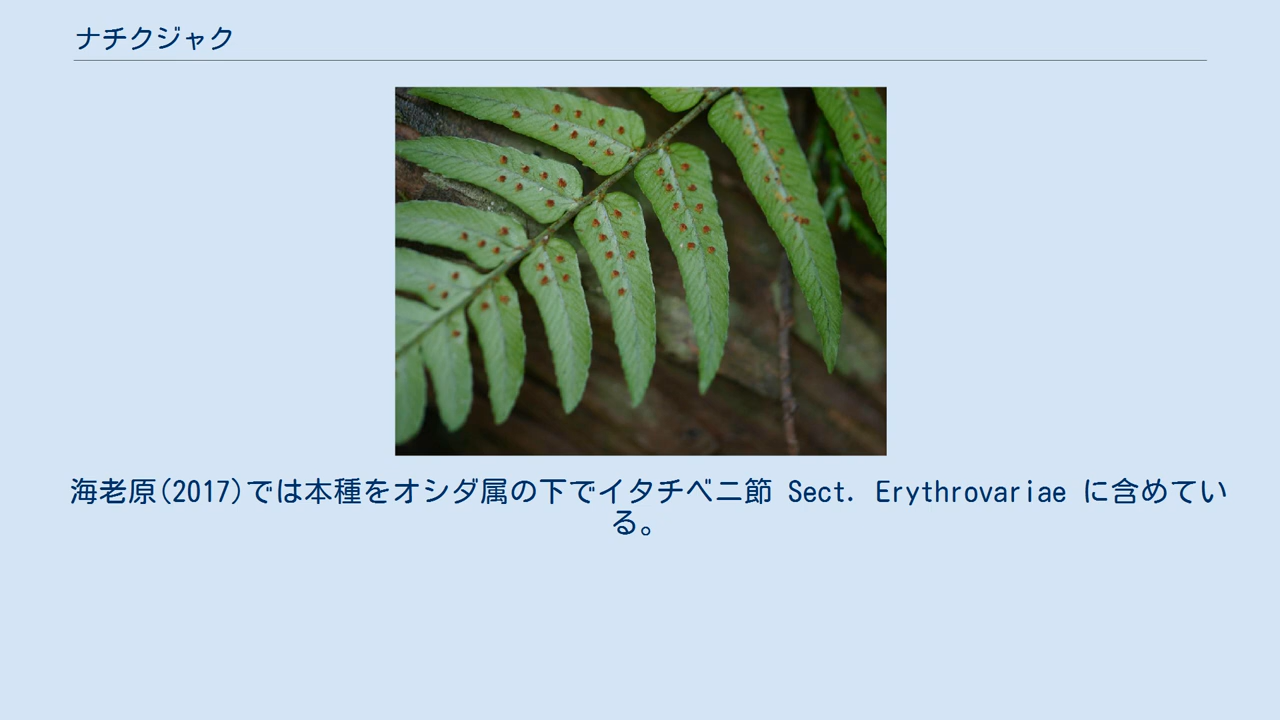 ナチクジャク
海老原(2017)では本種をオシダ属の下でイタチベニ節 Sect. Erythrovariae に含めてい
る。